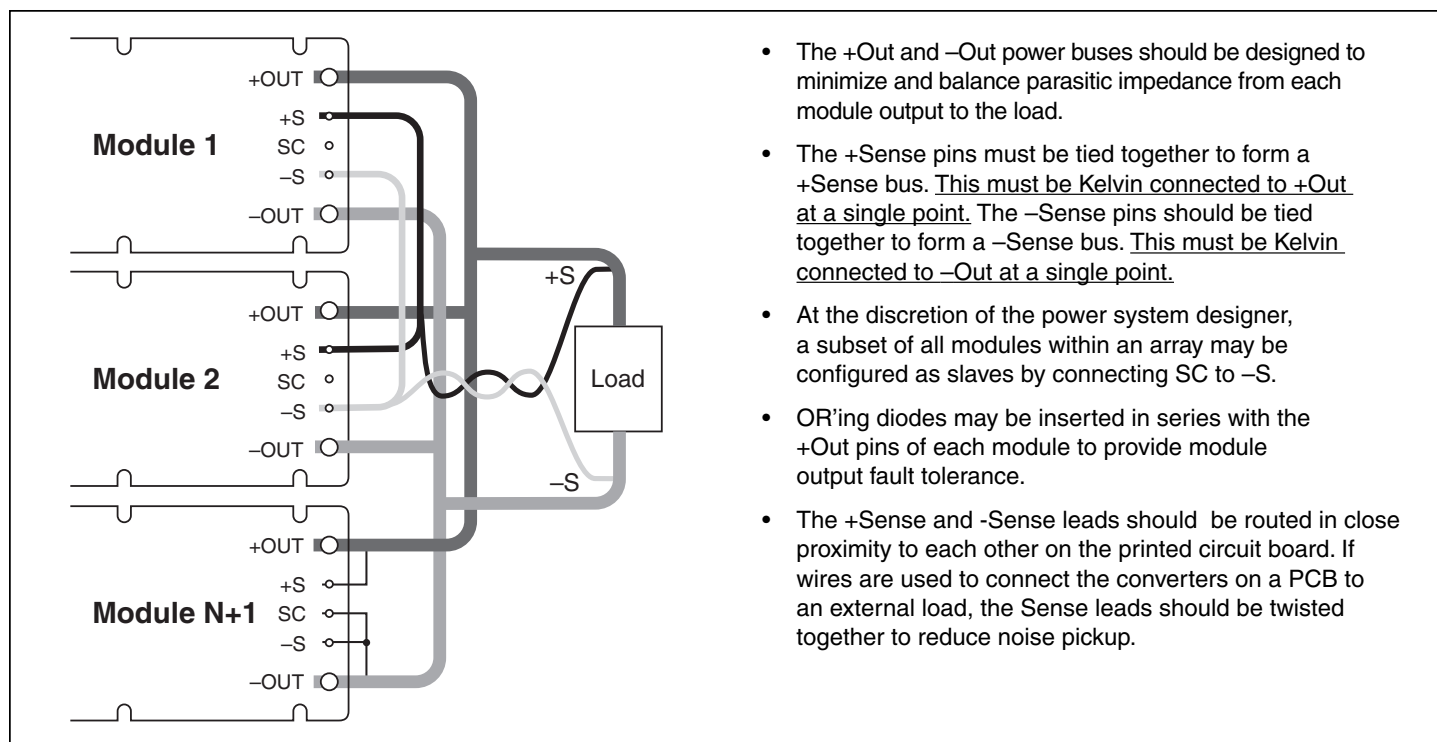 +OUT
+S
Module 1
SC
–S
–OUT
+OUT
+S
Module 2
SC
–S
–OUT
+OUT
+S
Module N+1
SC
–S
–OUT
+S
Load
–S
• The +Out and –Out power buses should be designed to
minimize and balance parasitic impedance from each
module output to the load.
• The +Sense pins must be tied together to form a
+Sense bus. This must be Kelvin connected to +Out
at a single point. The –Sense pins should be tied
together to form a –Sense bus. This must be Kelvin
connected to –Out at a single point.
• At the discretion of the power system designer,
a subset of all modules within an array may be
configured as slaves by connecting SC to –S.
• OR'ing diodes may be inserted in series with the
+Out pins of each module to provide module
output fault tolerance.
• The +Sense and -Sense leads should be routed in close
proximity to each other on the printed circuit board. If
wires are used to connect the converters on a PCB to
an external load, the Sense leads should be twisted
together to reduce noise pickup.